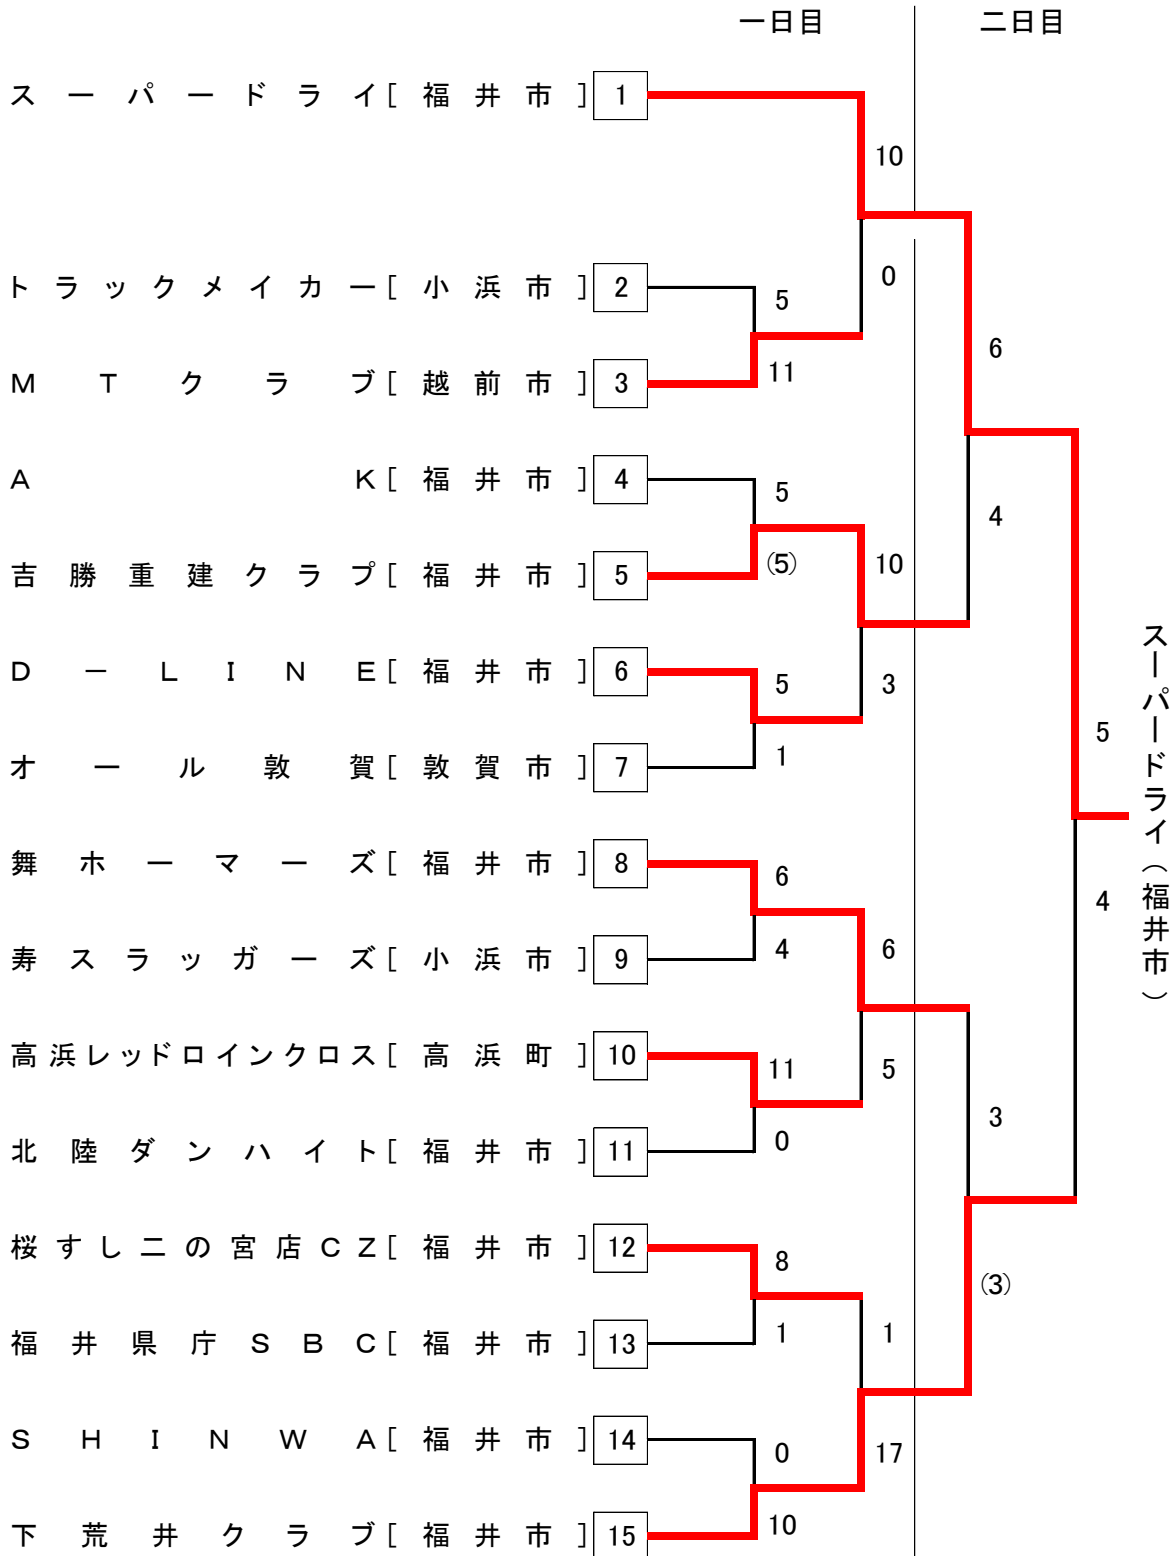 一日目 二日目
スーパードライ[福井市] 1
10
トラックメイカー[小浜市] 2
0
5
6
MTクラブ[越前市] 3
11
A K[福井市] 4
5
4
吉勝重建クラブ[福井市] 5
(5)
10
D－LINE[福井市] 6
5
3
オール敦賀[敦賀市] 7
1
5
スーパードライ(福井市)
舞ホーマーズ[福井市] 8
6
4
寿スラッガーズ[小浜市] 9
4
6
高浜レッドロインクロス[高浜町] 10
11
5
3
北陸ダンハイト[福井市] 11
0
桜すし二の宮店CZ[福井市] 12
8
(3)
福井県庁SBC[福井市] 13
1
1
SHINWA[福井市] 14
0
17
下荒井クラブ[福井市] 15
10